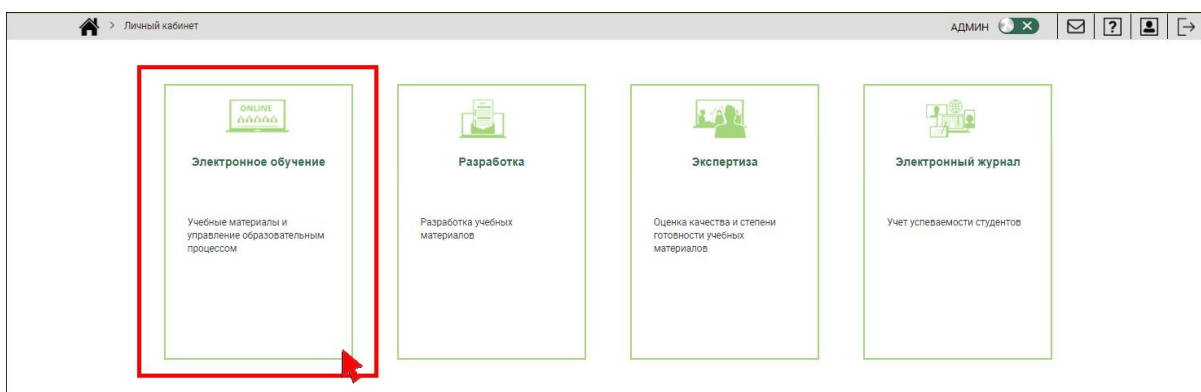 > Личный кабинет
АДМИН
ONLINE
Электронное обучение
Учебные материалы и
управление образовательным
процессом
Разработка
Разработка учебных
материалов
Экспертиза
Оценка качества и степени
готовности учебных
материалов
Электронный журнал
Учет успеваемости студентов